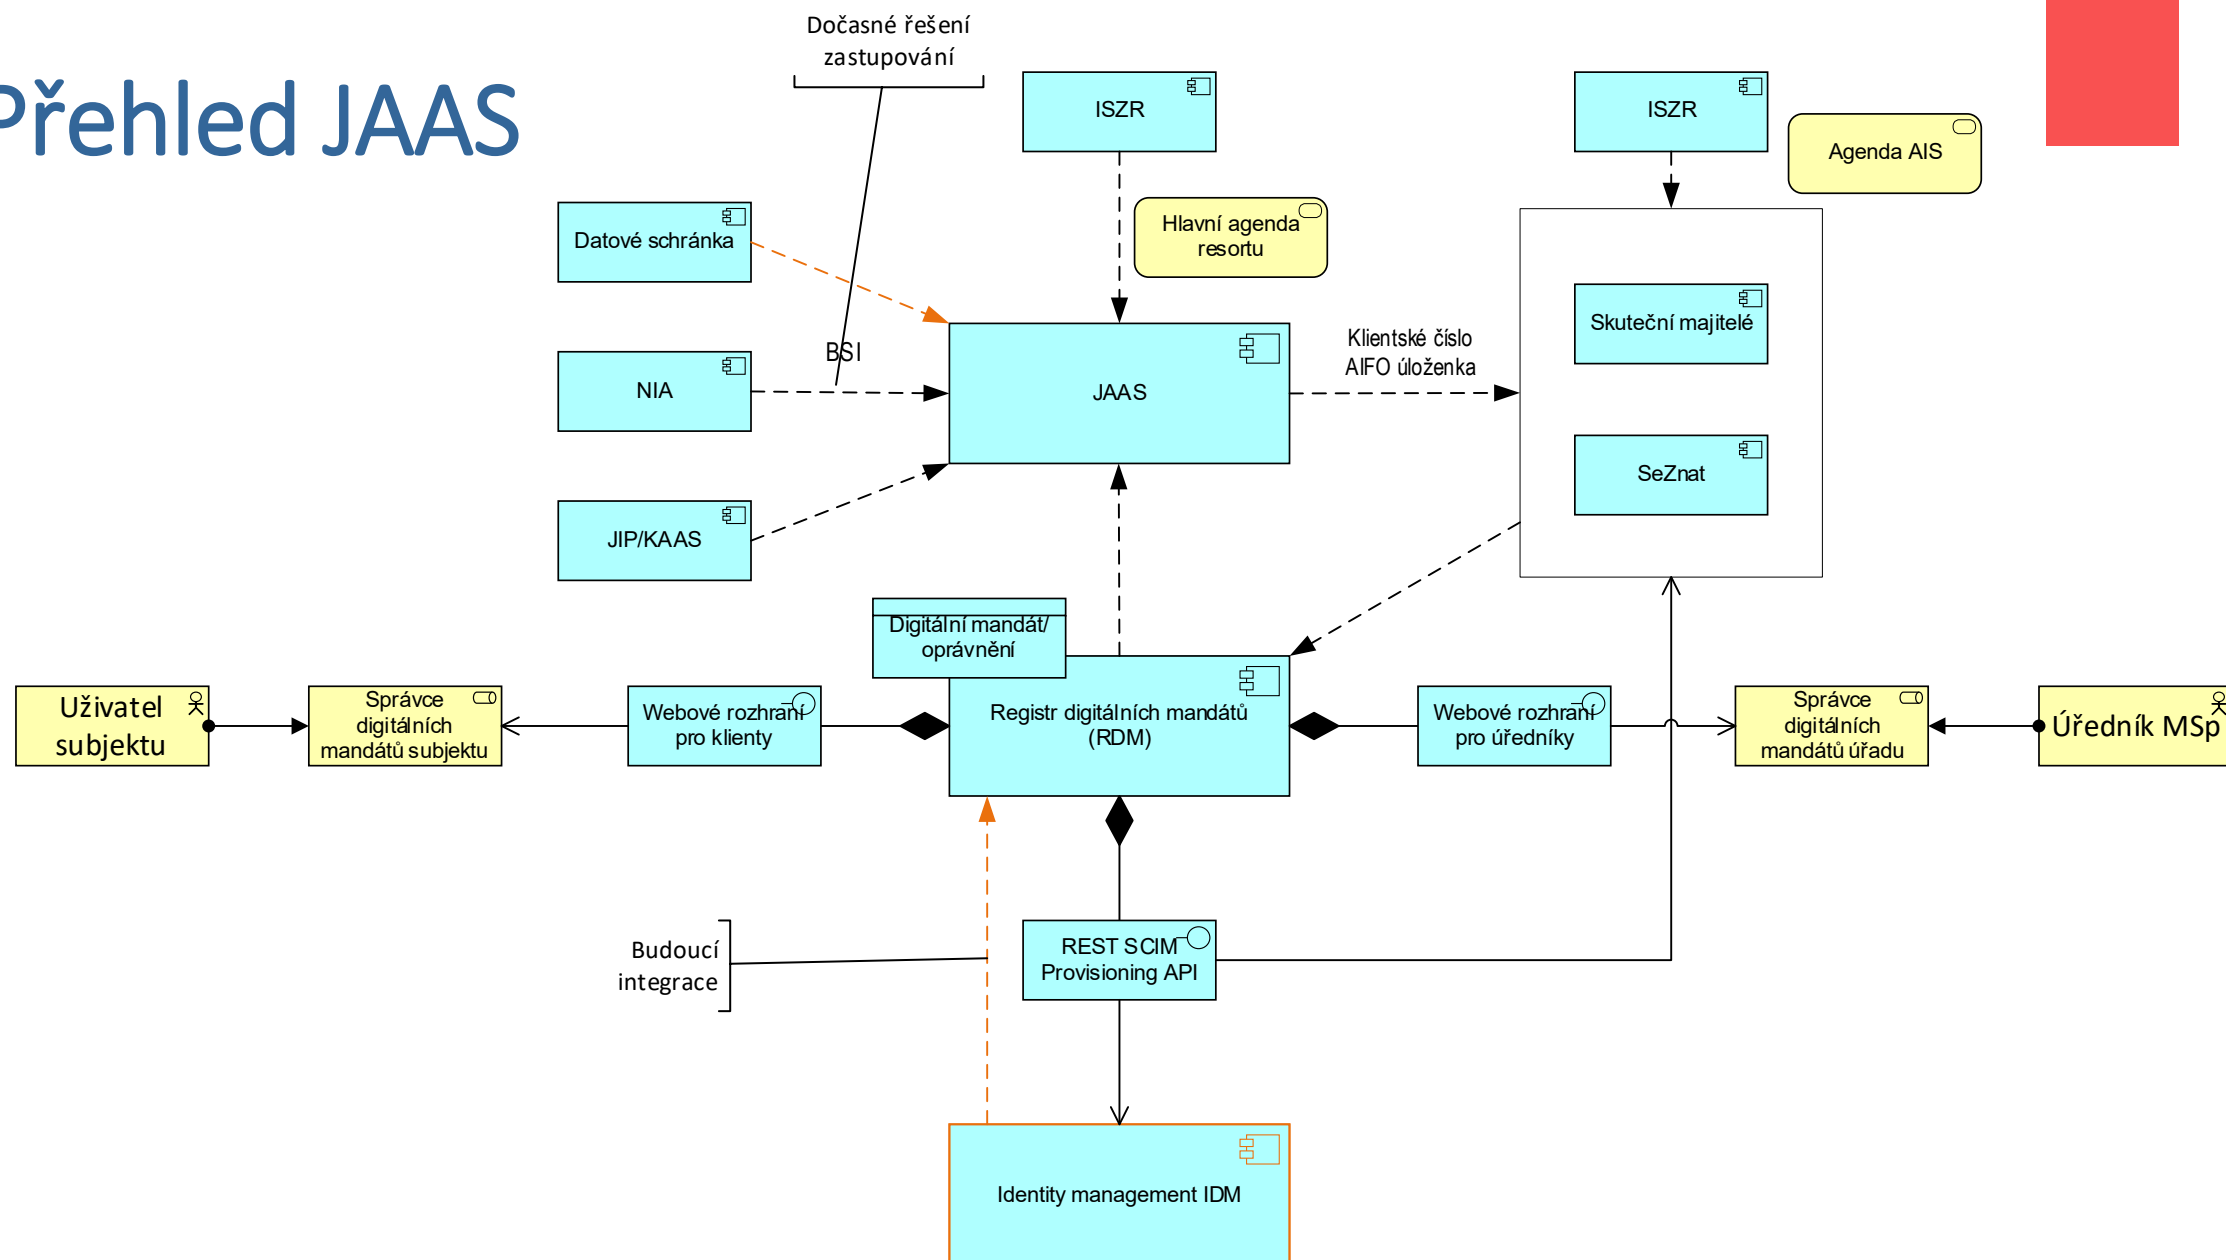 Přehled JAAS
Dočasné řešení
zastupování
ISZR
ISZR
Agenda AIS
Hlavní agenda
resortu
Datové schránka
BSI
NIA
JAAS
Klientské číslo
AIFO úloženka
Skuteční majitelé
SeZnat
JIP/KAAS
Digitální mandát/
oprávnění
Uživatel
subjektu
Správce
digitálních
mandátů subjektu
Webové rozhraní
pro klienty
Registr digitálních mandátů
(RDM)
Webové rozhraní
pro úředníky
Správce
digitálních
mandátů úřadu
Úředník MSp
Budoucí
integrace
REST SCIM
Provisioning API
Identity management IDM